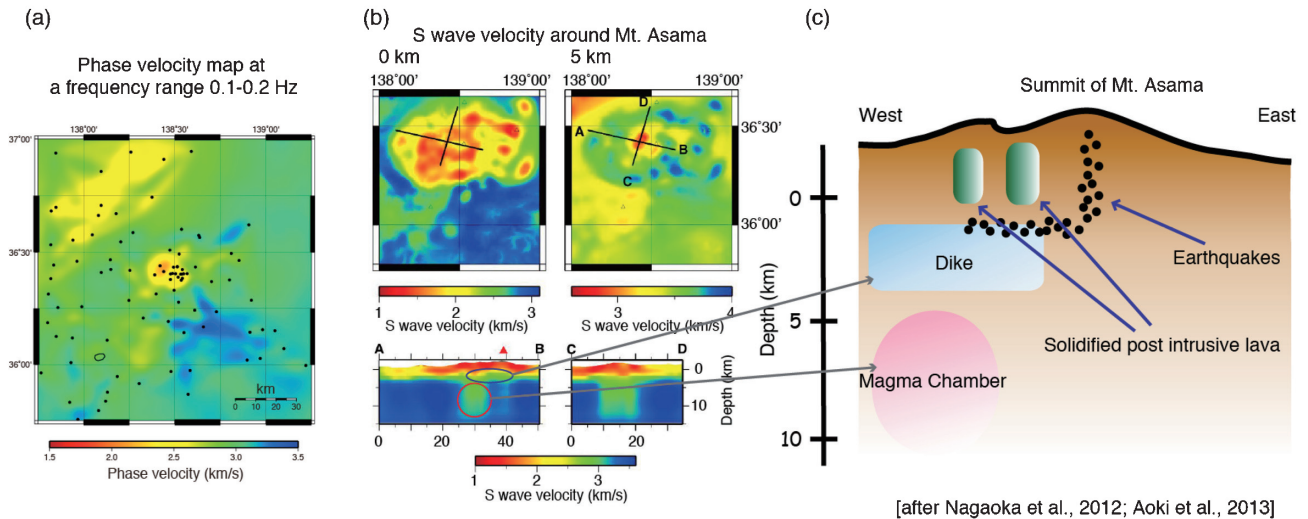 (a)
Phase velocity map at
a frequency range 0.1-0.2 Hz
138°00' 138°30' 139°00'
37°00'
36°30'
36°00'
km
0 10 20 30
1.5 2.0 2.5 3.0 3.5
Phase velocity (km/s)
(b)
S wave velocity around Mt. Asama
0 km 5 km
138°00' 139°00' 138°00' 139°00'
D
A
B
C
36°30'
36°00'
1 2 3
S wave velocity (km/s)
3 4
S wave velocity (km/s)
A B C D
0
10
Depth (km)
0 20 40 0 20
1 2 3
S wave velocity (km/s)
(c)
Summit of Mt. Asama
West East
0
5
10
Depth (km)
Dike
Earthquakes
Solidified post intrusive lava
Magma Chamber
[after Nagaoka et al., 2012; Aoki et al., 2013]